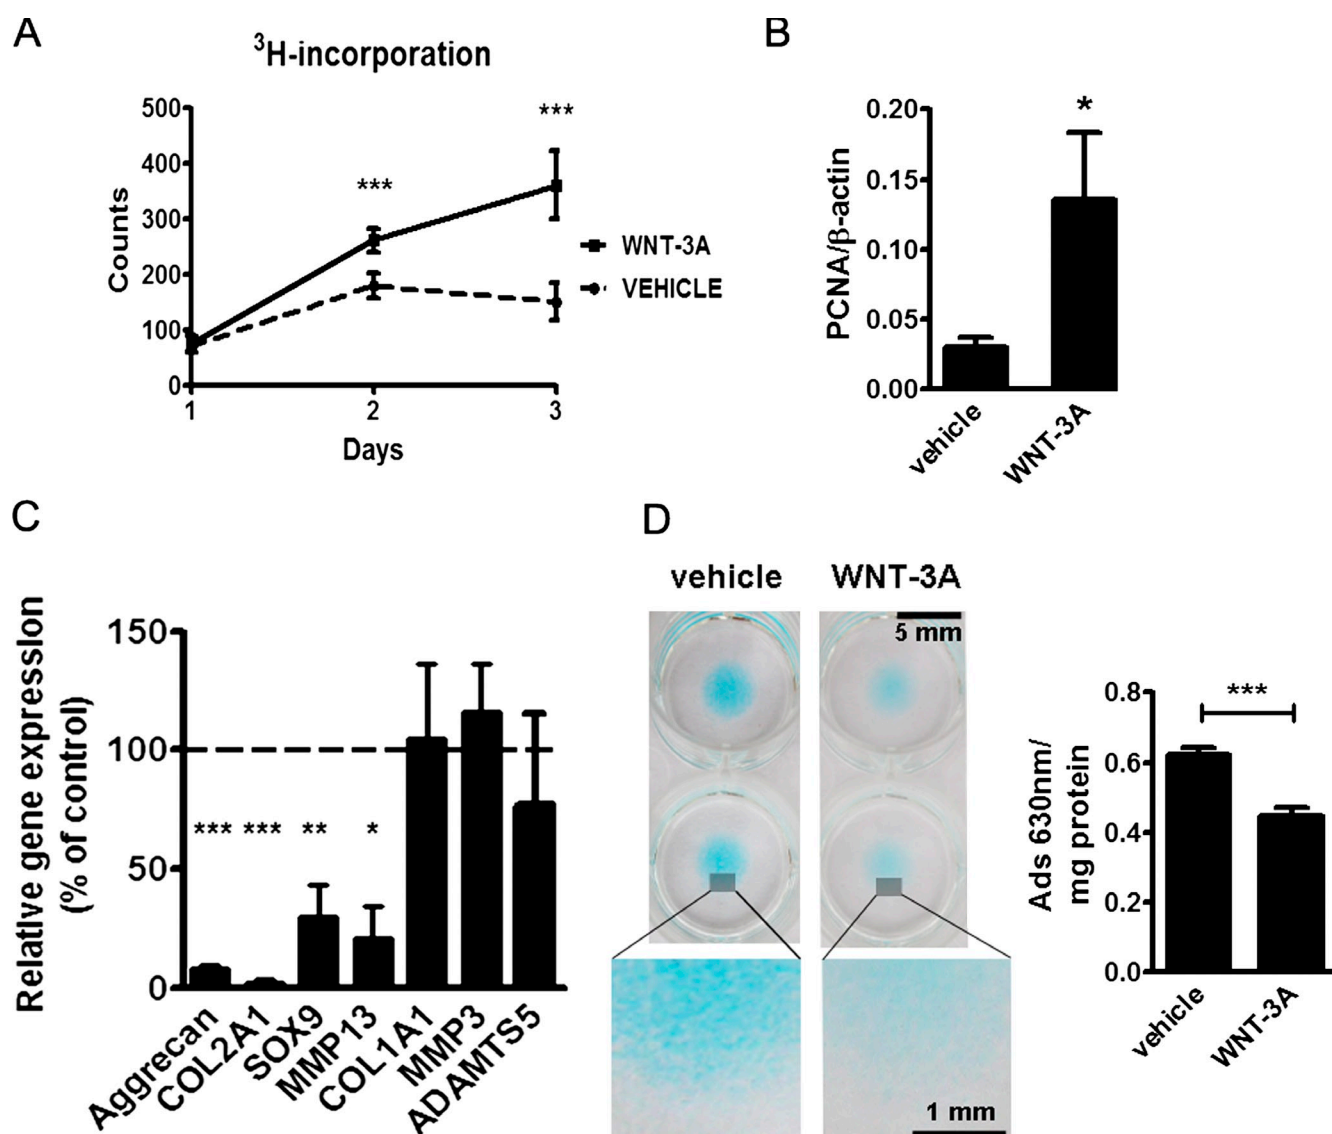 A
³H-incorporation
500
400
300
200
100
0
Counts
***
***
1
2
3
Days
WNT-3A
VEHICLE
B
0.20
0.15
0.10
0.05
0.00
PCNA/β-actin
*
vehicle
WNT-3A
C
Relative gene expression
(% of control)
150
100
50
0
*** *** ** *
Aggrecan
COL2A1
SOX9
MMP13
COL1A1
MMP3
ADAMTS5
D
vehicle
WNT-3A
5 mm
1 mm
Ads 630nm/
mg protein
0.8
0.6
0.4
0.2
0.0
***
vehicle
WNT-3A